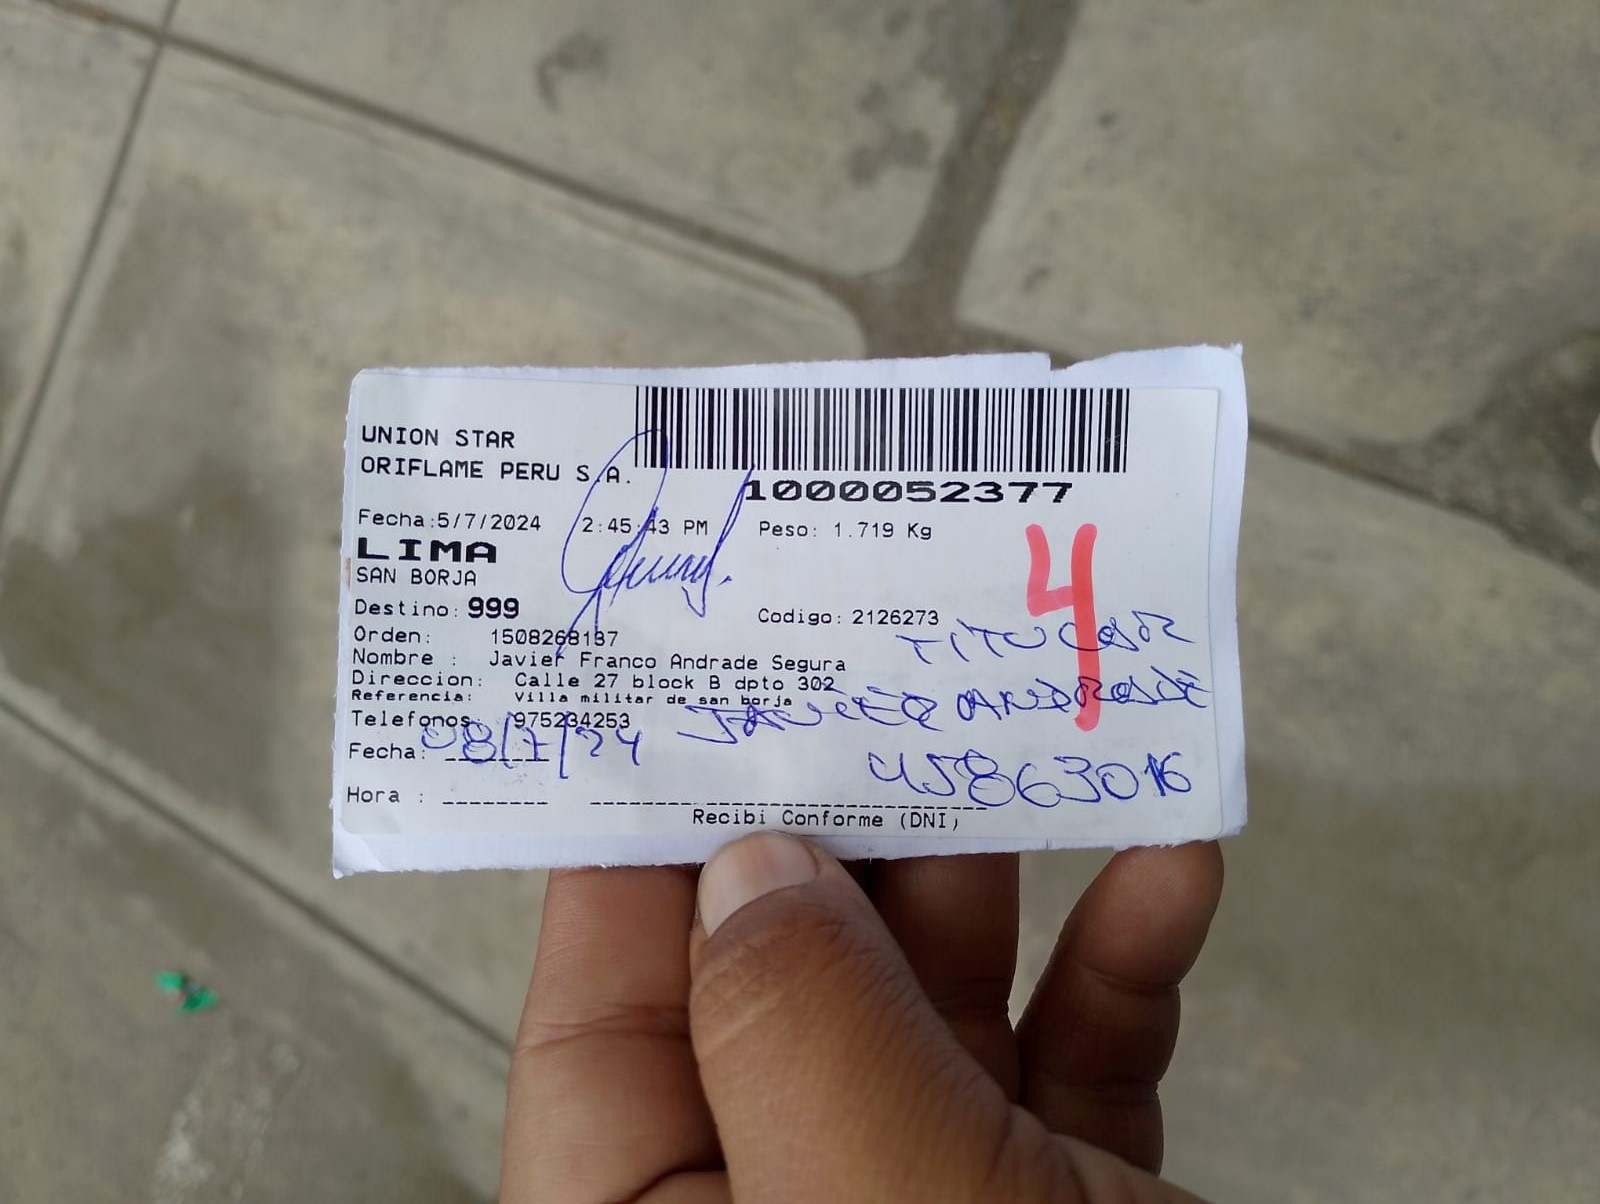 UNION STAR
ORIFLAME PERU S.A.
1000052377
Fecha:5/7/2024 2:45:43 PM Peso: 1.719 Kg
LIMA
SAN BORJA
4
Destino: 999 Codigo: 2126273
Orden: 1508268137
TITU
Nombre : Javier Franco Andrade Segura
Direccion: Calle 27 block B dpto 302
Referencia: Villa militar de san borja
JAVIER ANDRADE
Telefonos: 975234253
Fecha: 08/7/24
45863016
Hora : ________
Recibi Conforme (DNI)